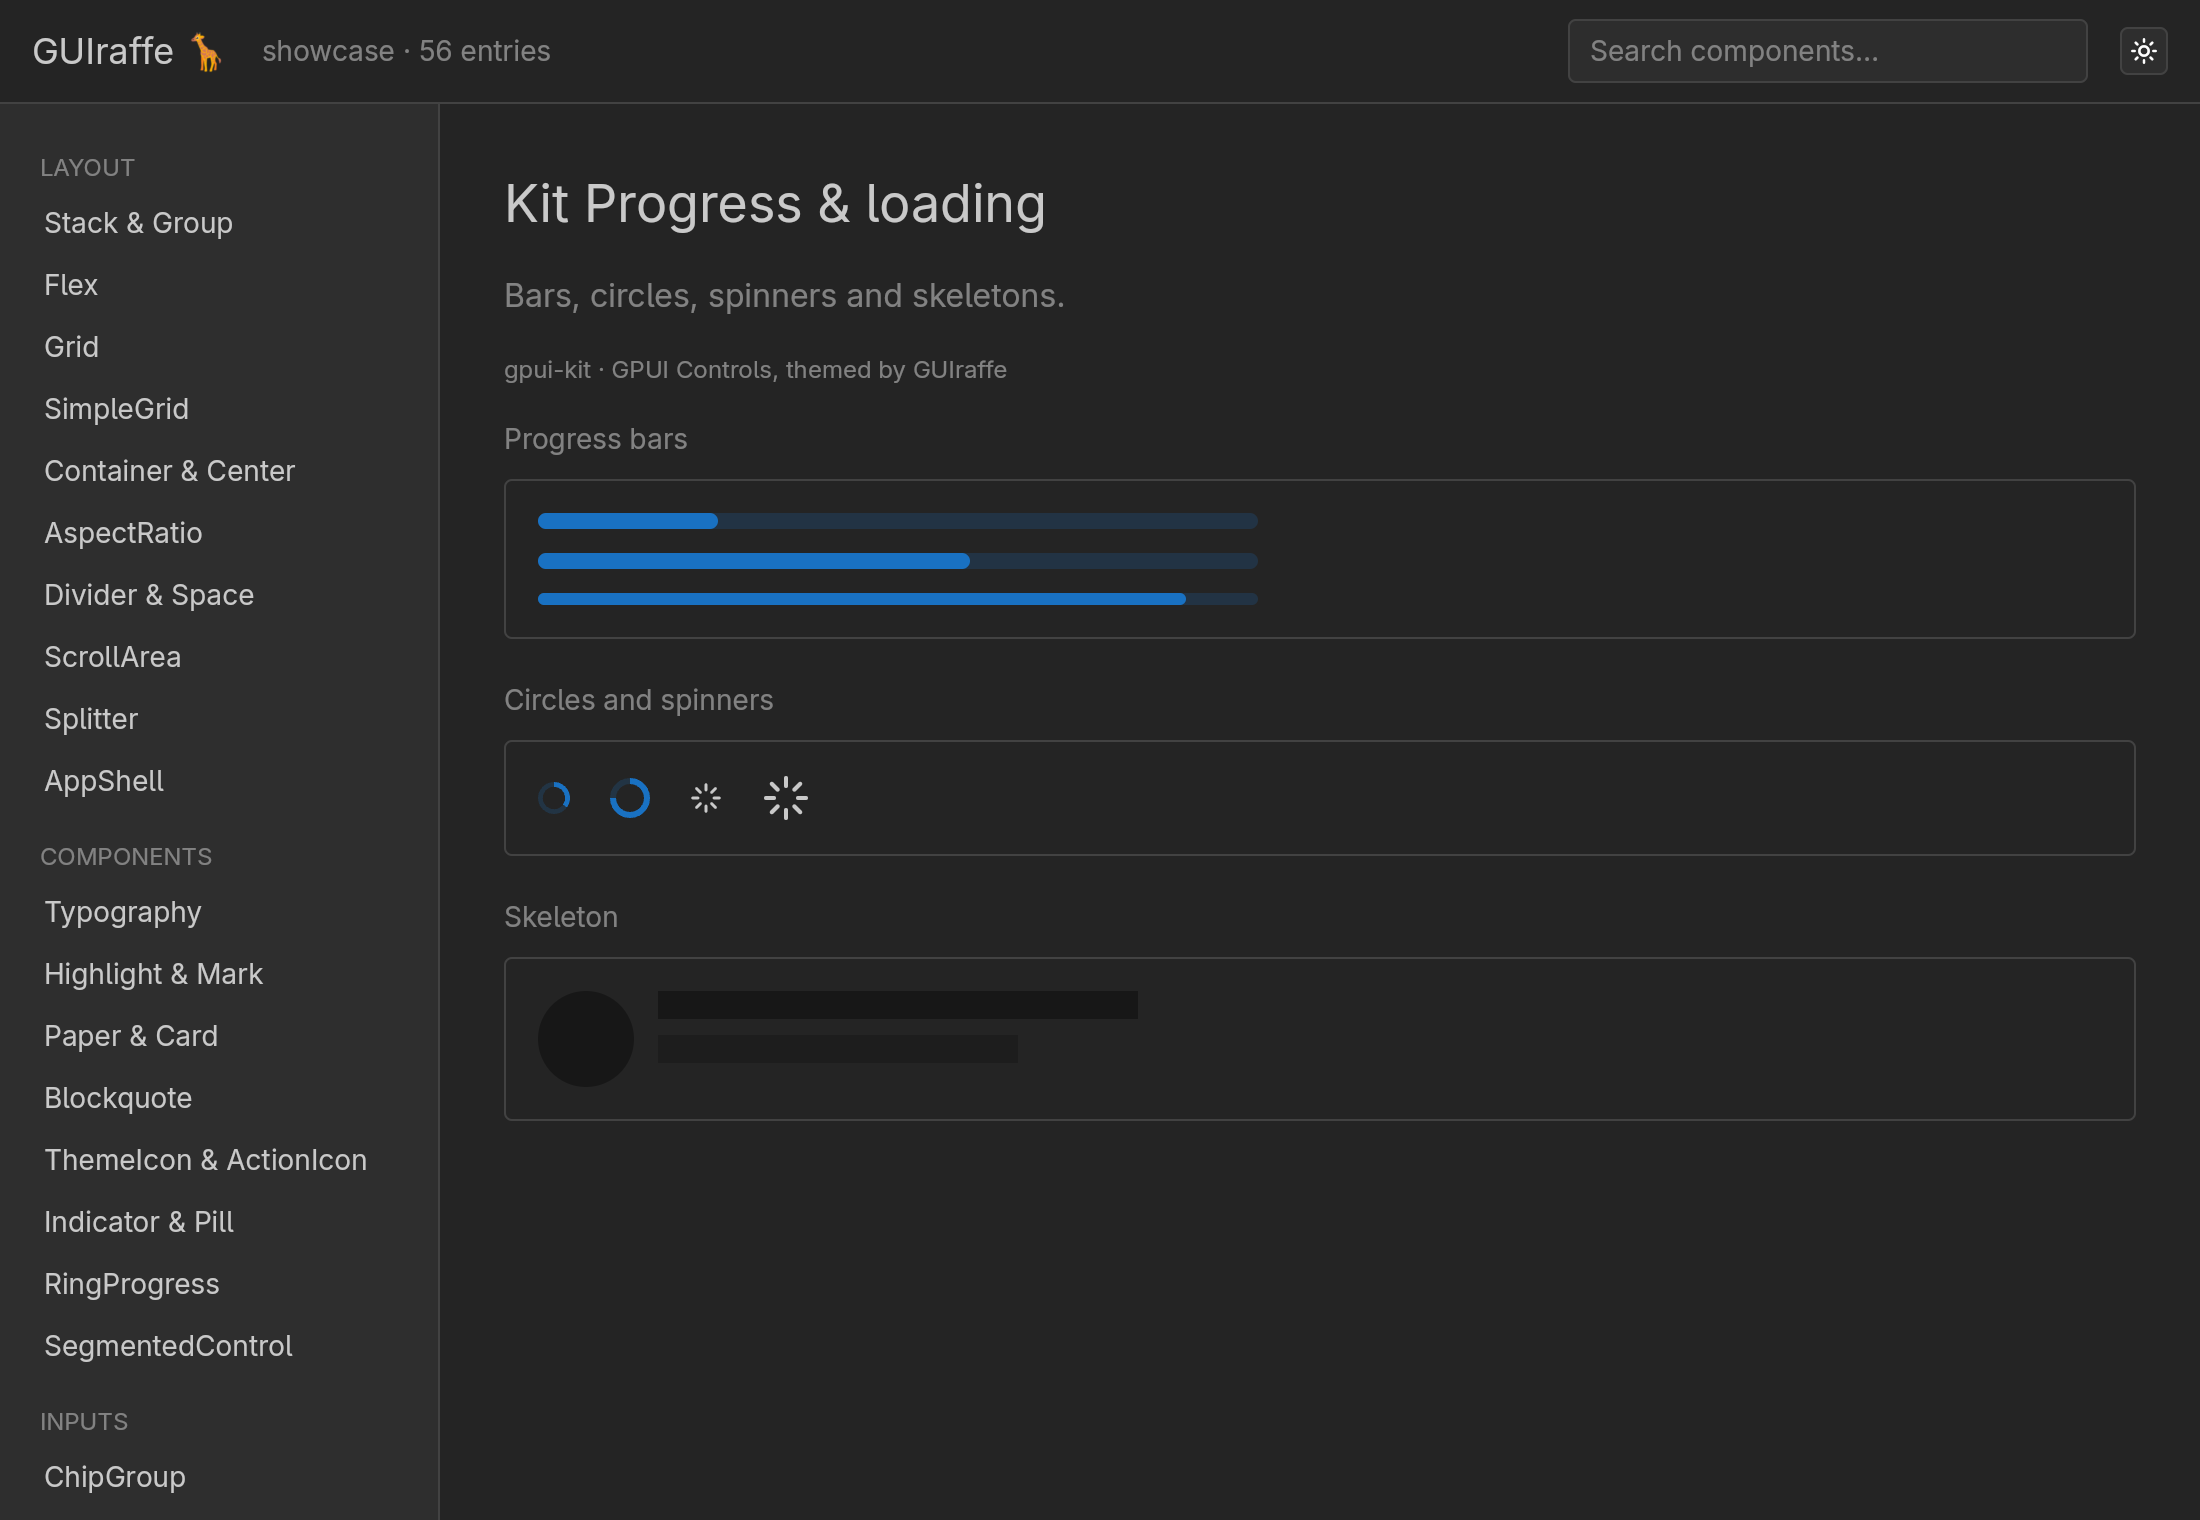 GUIraffe 🦒 showcase · 56 entries
Search components...
LAYOUT
Stack & Group
Flex
Grid
SimpleGrid
Container & Center
AspectRatio
Divider & Space
ScrollArea
Splitter
AppShell
COMPONENTS
Typography
Highlight & Mark
Paper & Card
Blockquote
ThemeIcon & ActionIcon
Indicator & Pill
RingProgress
SegmentedControl
INPUTS
ChipGroup
Kit Progress & loading
Bars, circles, spinners and skeletons.
gpui-kit · GPUI Controls, themed by GUIraffe
Progress bars
Circles and spinners
Skeleton